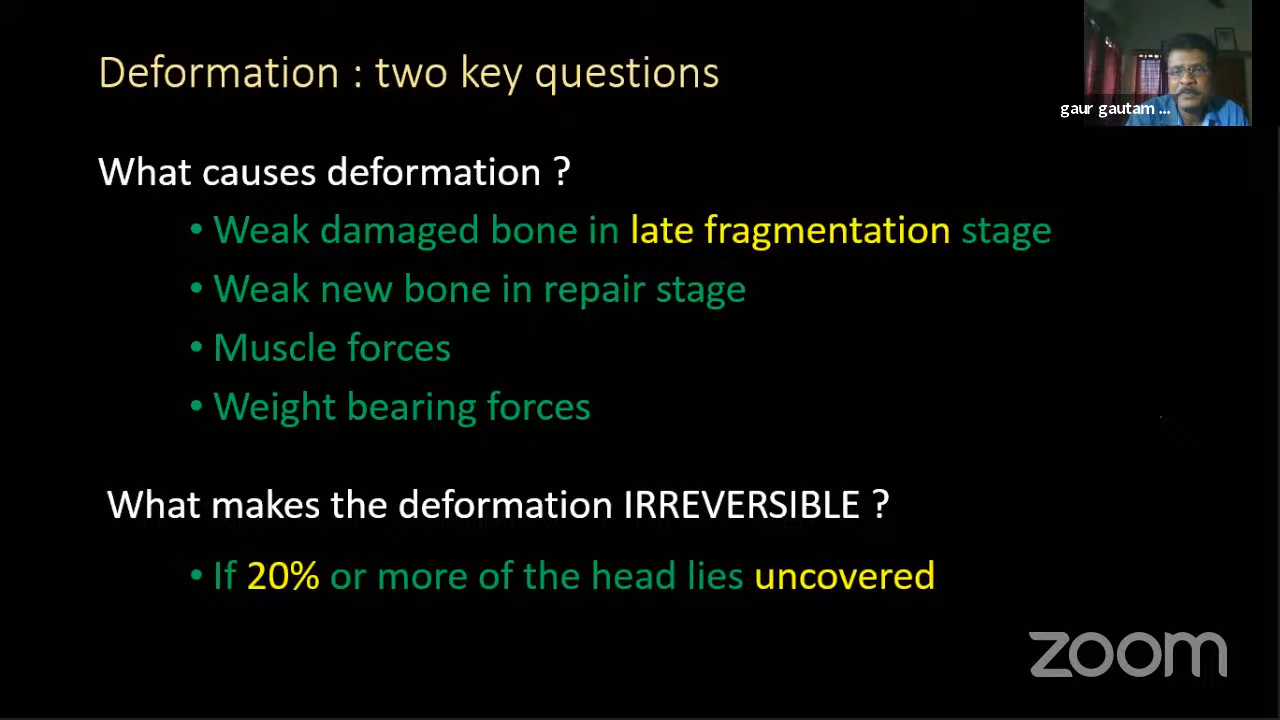 Deformation : two key questions
gaur gautam ...
What causes deformation ?
• Weak damaged bone in late fragmentation stage
• Weak new bone in repair stage
• Muscle forces
• Weight bearing forces
What makes the deformation IRREVERSIBLE ?
• If 20% or more of the head lies uncovered
zoom